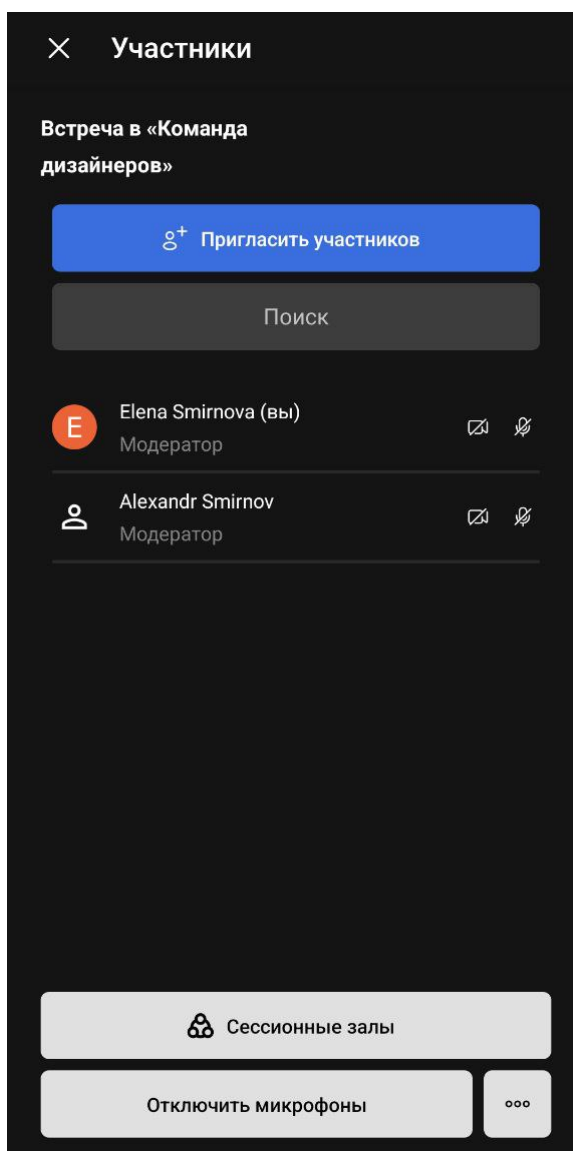 Участники
Встреча в «Команда
дизайнеров»
Пригласить участников
Поиск
E
Elena Smirnova (вы)
Модератор
Alexandr Smirnov
Модератор
Сессионные залы
Отключить микрофоны